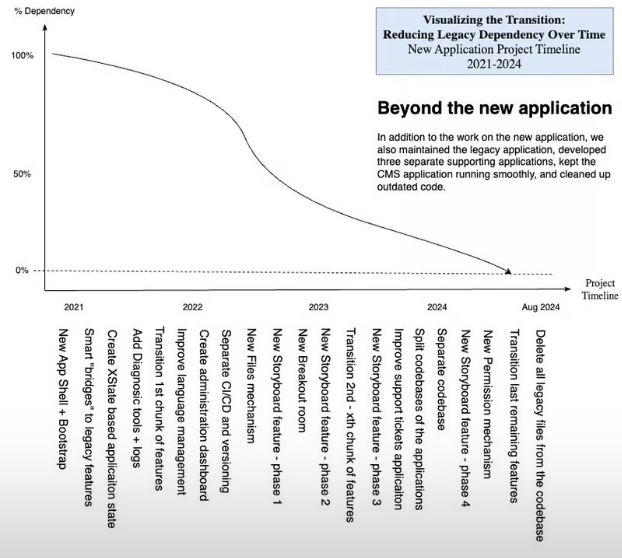 % Dependency
Visualizing the Transition:
Reducing Legacy Dependency Over Time
New Application Project Timeline
2021-2024
100%
Beyond the new application
In addition to the work on the new application, we
also maintained the legacy application, developed
three separate supporting applications, kept the
CMS application running smoothly, and cleaned up
outdated code.
50%
0%
Project
Timeline
2021
2022
2023
2024
Aug 2024
New App Shell + Bootstrap
Smart "bridges" to legacy features
Create XState based applicaiton state
Add Diagnostic tools + logs
Transition 1st chunk of features
Improve language management
Create administration dashboard
Separate CI/CD and versioning
New Files mechanism
New Storyboard feature - phase 1
New Breakout room
New Storyboard feature - phase 2
Transition 2nd - xth chunk of features
New Storyboard feature - phase 3
Improve support tickets applicaiton
Split codebases of the applications
Separate codebase
New Storyboard feature - phase 4
New Permission mechanism
Transition last remaining features
Delete all legacy files from the codebase